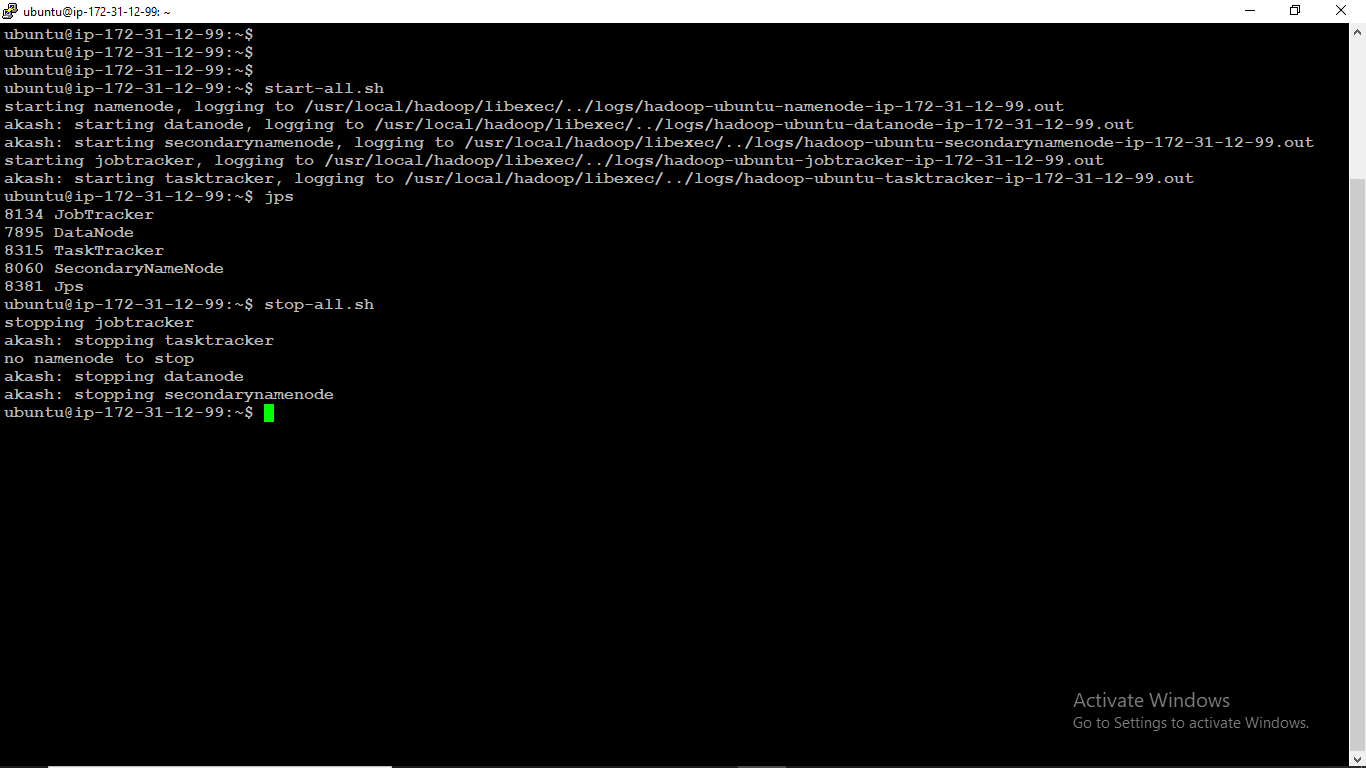 ubuntu@ip-172-31-12-99: ~
ubuntu@ip-172-31-12-99:~$
ubuntu@ip-172-31-12-99:~$
ubuntu@ip-172-31-12-99:~$
ubuntu@ip-172-31-12-99:~$ start-all.sh
starting namenode, logging to /usr/local/hadoop/libexec/../logs/hadoop-ubuntu-namenode-ip-172-31-12-99.out
akash: starting datanode, logging to /usr/local/hadoop/libexec/../logs/hadoop-ubuntu-datanode-ip-172-31-12-99.out
akash: starting secondarynamenode, logging to /usr/local/hadoop/libexec/../logs/hadoop-ubuntu-secondarynamenode-ip-172-31-12-99.out
starting jobtracker, logging to /usr/local/hadoop/libexec/../logs/hadoop-ubuntu-jobtracker-ip-172-31-12-99.out
akash: starting tasktracker, logging to /usr/local/hadoop/libexec/../logs/hadoop-ubuntu-tasktracker-ip-172-31-12-99.out
ubuntu@ip-172-31-12-99:~$ jps
8134 JobTracker
7895 DataNode
8315 TaskTracker
8060 SecondaryNameNode
8381 Jps
ubuntu@ip-172-31-12-99:~$ stop-all.sh
stopping jobtracker
akash: stopping tasktracker
no namenode to stop
akash: stopping datanode
akash: stopping secondarynamenode
ubuntu@ip-172-31-12-99:~$
Activate Windows
Go to Settings to activate Windows.